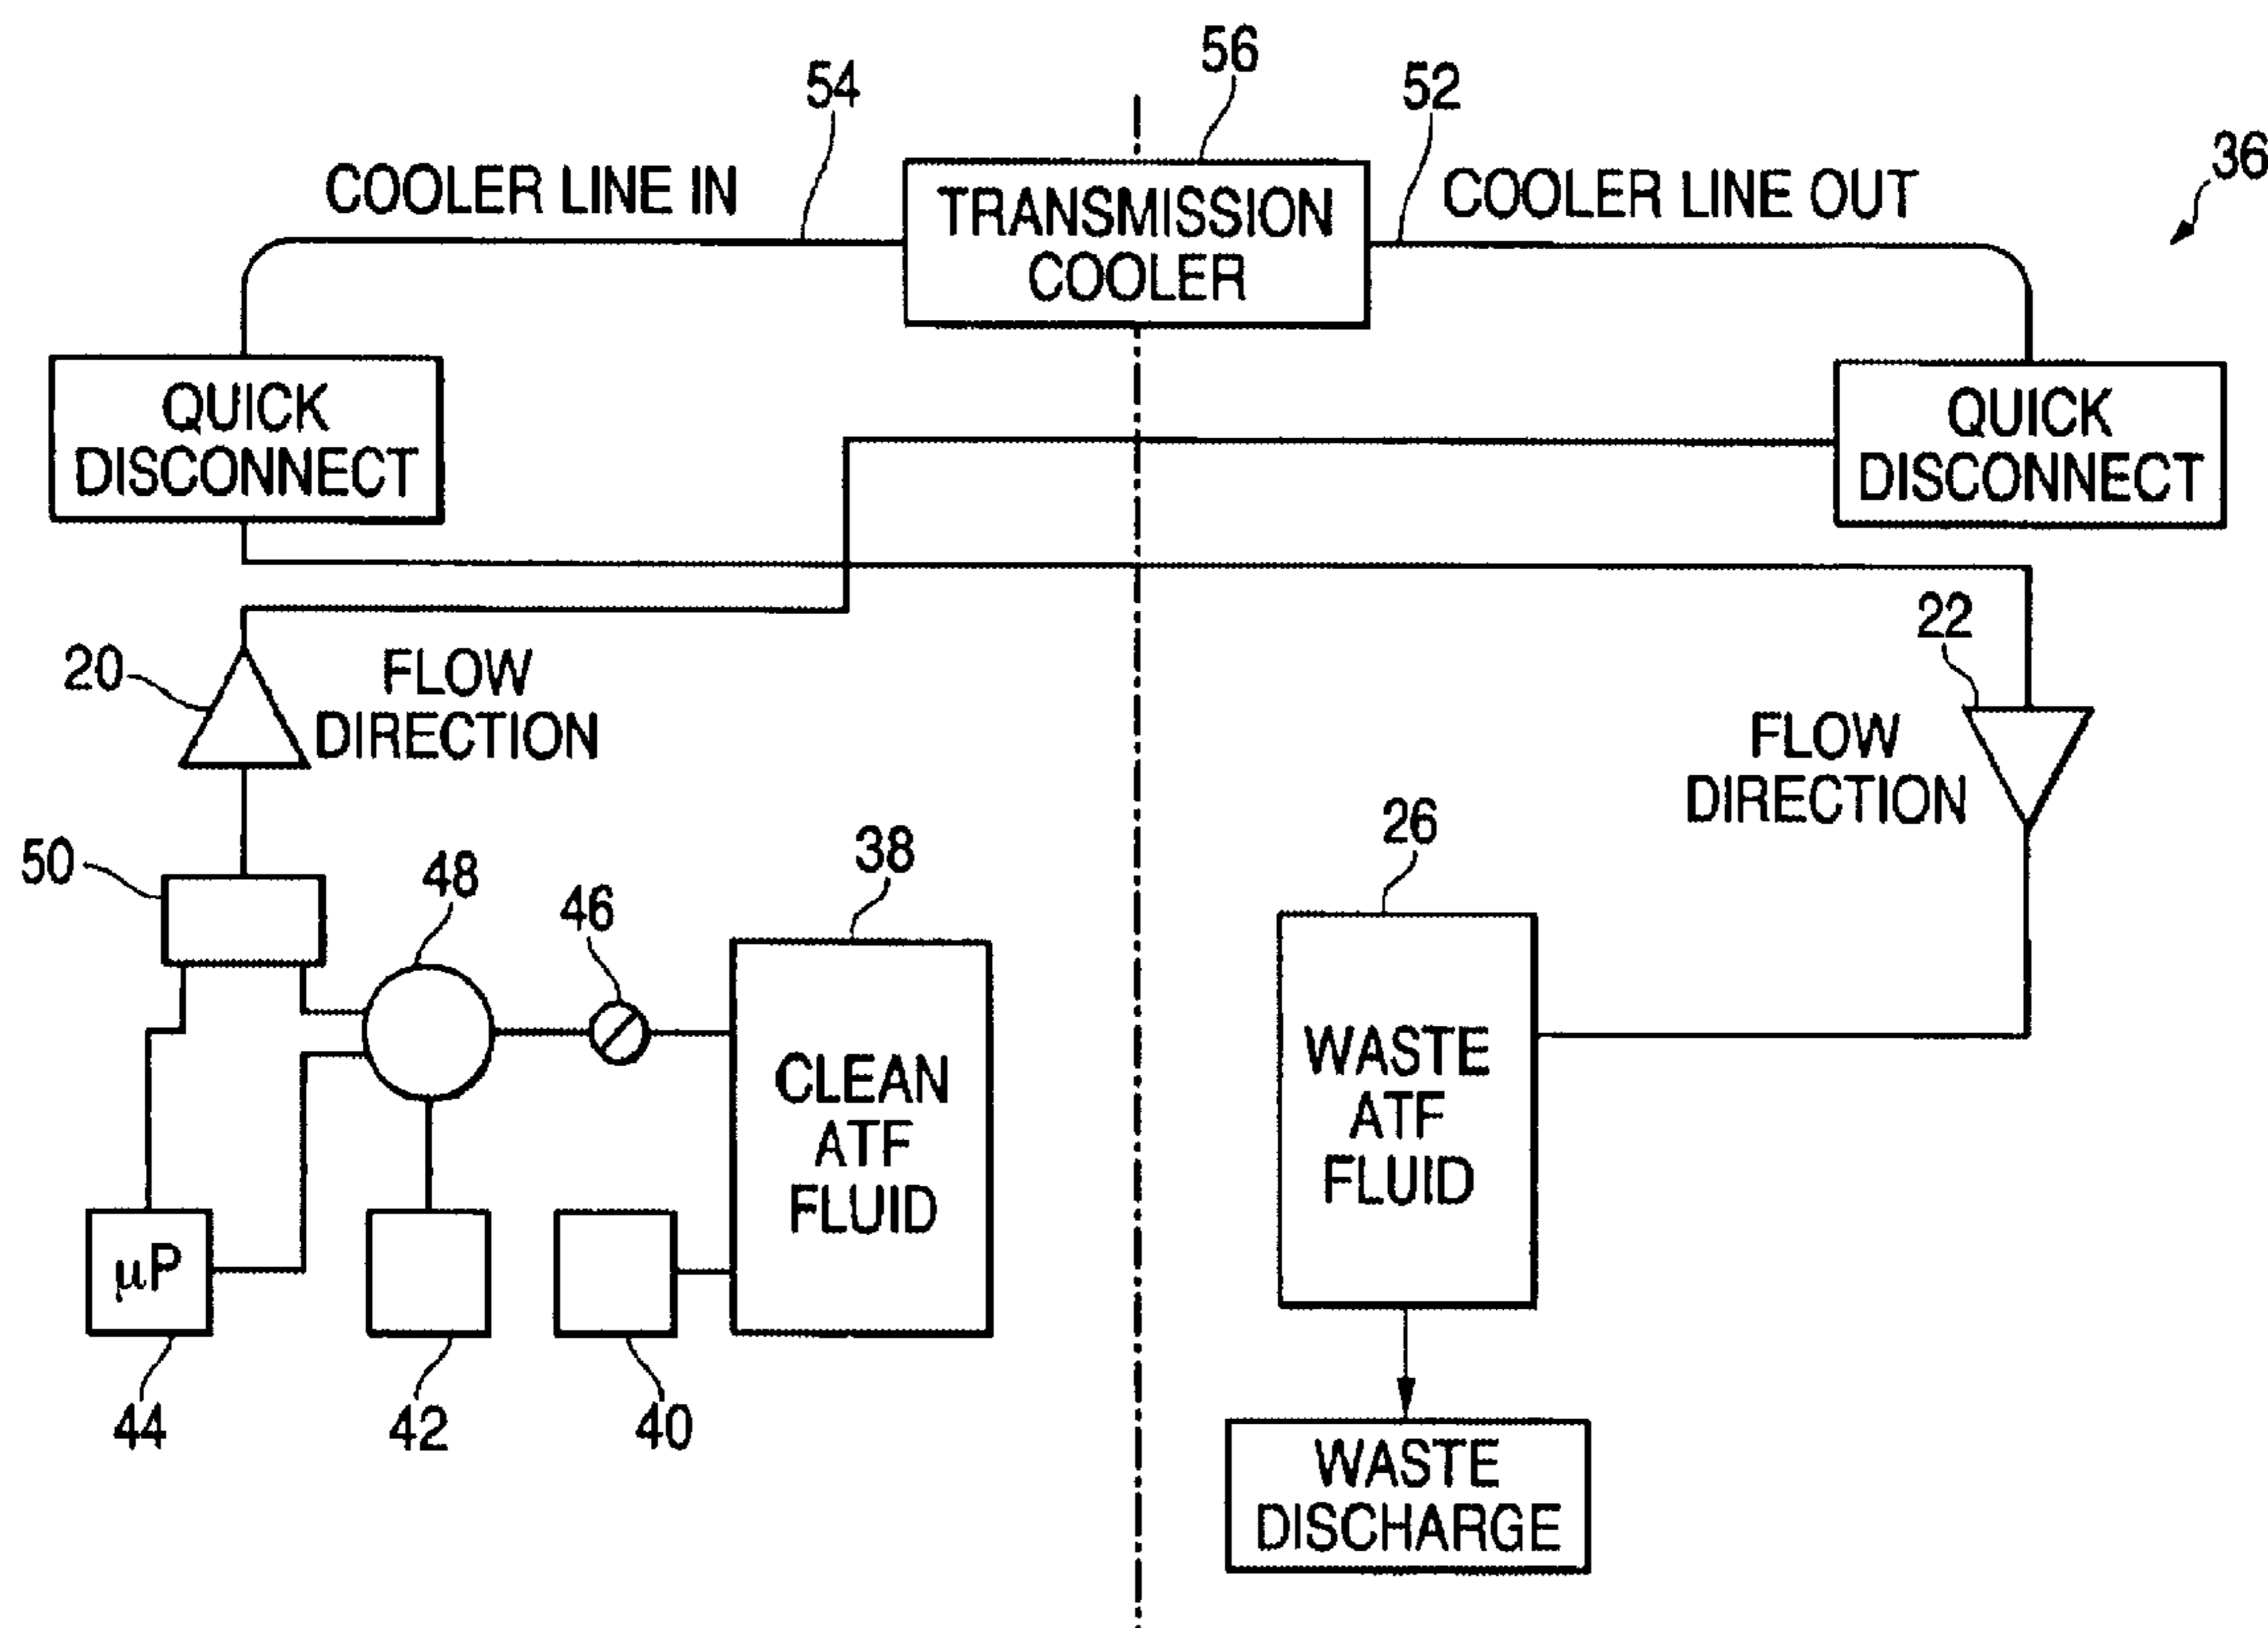 56
54
52
36
COOLER LINE IN
TRANSMISSION
COOLER
COOLER LINE OUT
QUICK
DISCONNECT
QUICK
DISCONNECT
20
FLOW
DIRECTION
22
FLOW
DIRECTION
50
48
46
38
26
CLEAN
ATF
FLUID
WASTE
ATF
FLUID
μP
44
42
40
WASTE
DISCHARGE